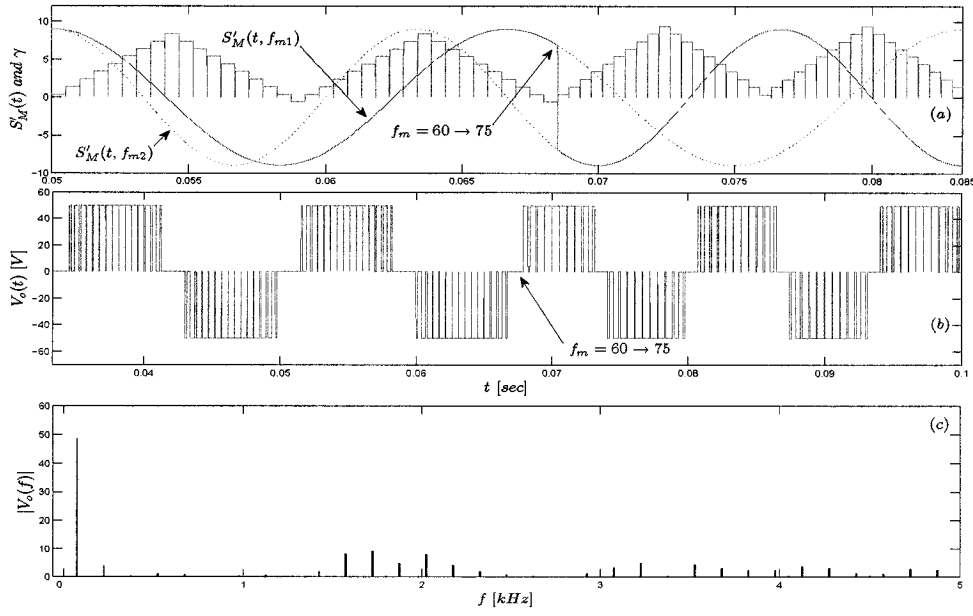 S′_M(t) and γ
10
5
0
−5
−10
S′_M(t, f_m1)
S′_M(t, f_m2)
f_m = 60 → 75
(a)
0.05 0.055 0.06 0.065 0.07 0.075 0.08 0.085
V_o(t) [V]
60
40
20
0
−20
−40
−60
f_m = 60 → 75
(b)
0.04 0.05 0.06 0.07 0.08 0.09 0.1
t [sec]
|V_o(f)|
60
50
40
30
20
10
0
(c)
0 1 2 3 4 5
f [kHz]